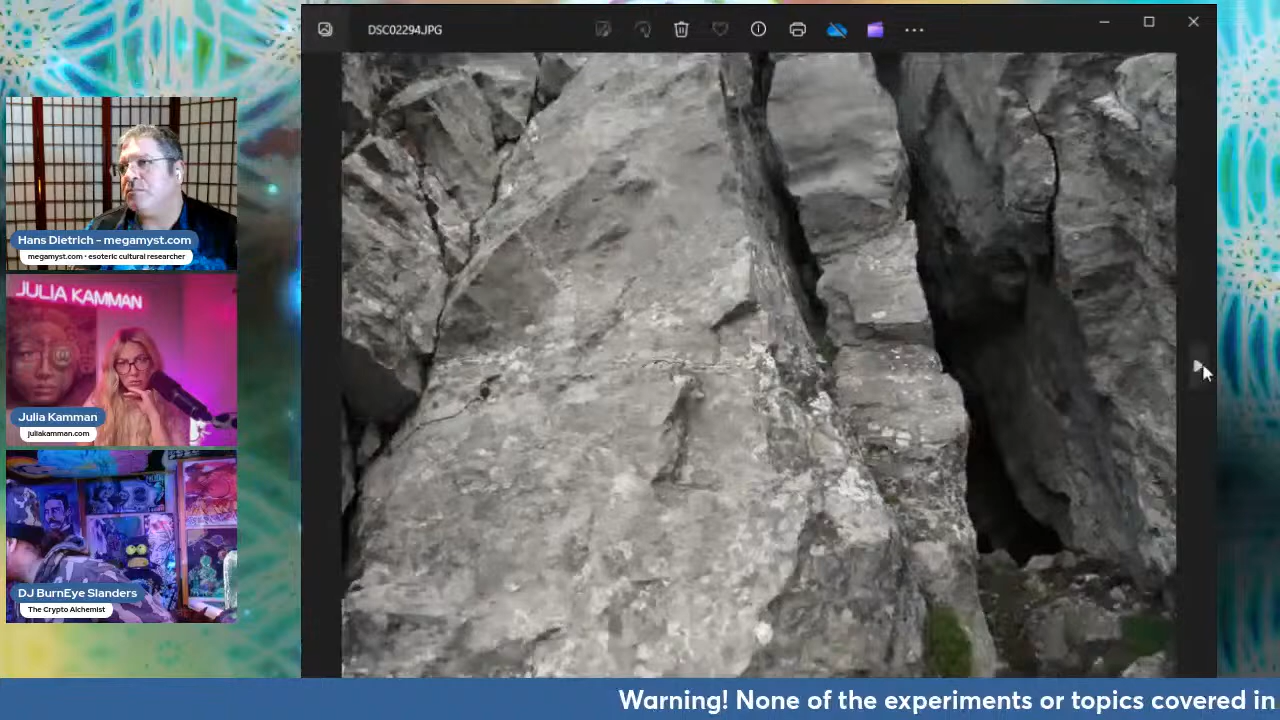 DSC02294.JPG
Hans Dietrich - megamyst.com
megamyst.com • esoteric cultural researcher
JULIA KAMMAN
Julia Kamman
juliakamman.com
DJ BurnEye Slanders
The Crypto Alchemist
Warning! None of the experiments or topics covered in